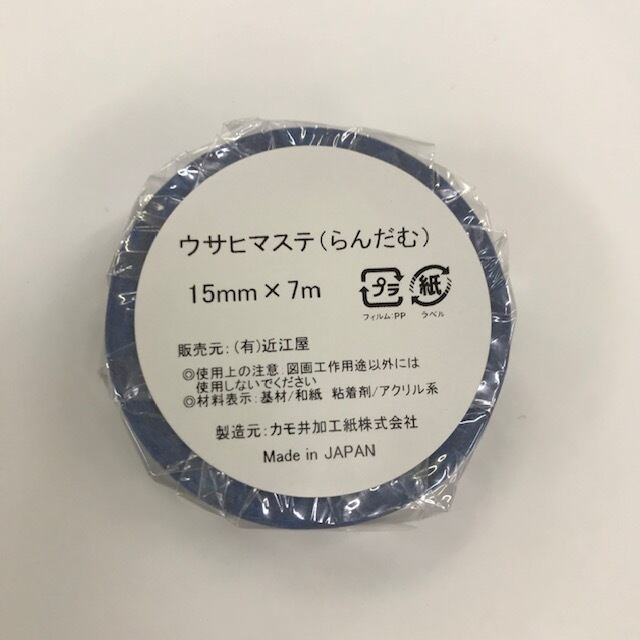 ウサヒマステ(らんだむ)
15mm×7m
プラ 紙
フィルム:PP ラベル
販売元:(有)近江屋
◎使用上の注意:図画工作用途以外には
使用しないでください
◎材料表示:基材/和紙 粘着剤/アクリル系
製造元:カモ井加工紙株式会社
Made in JAPAN